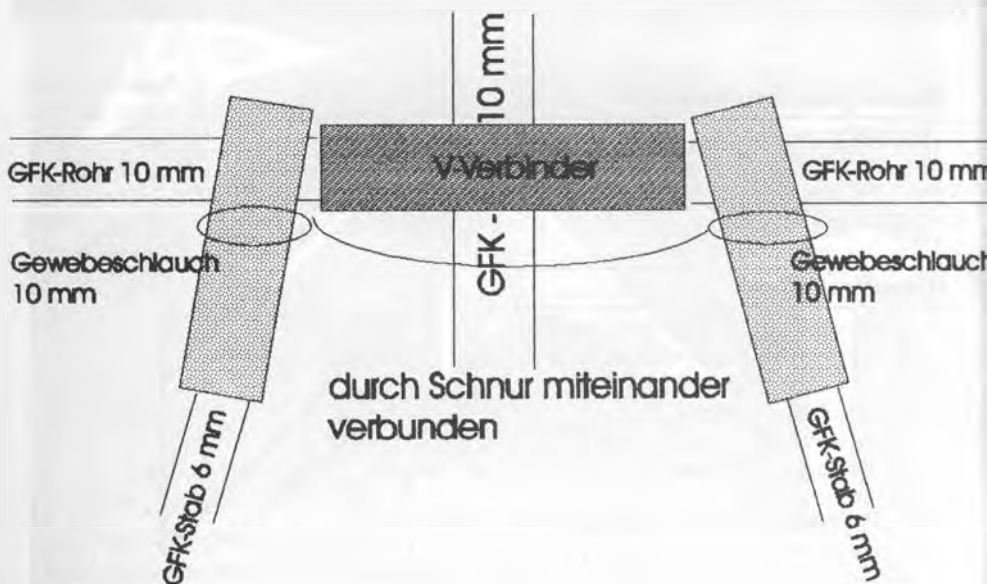 GFK - 10 mm
V-Verbinder
GFK-Rohr 10 mm
GFK-Rohr 10 mm
Gewebeschlauch
10 mm
Gewebeschlauch
10 mm
durch Schnur miteinander
verbunden
GFK-Stab 6 mm
GFK-Stab 6 mm